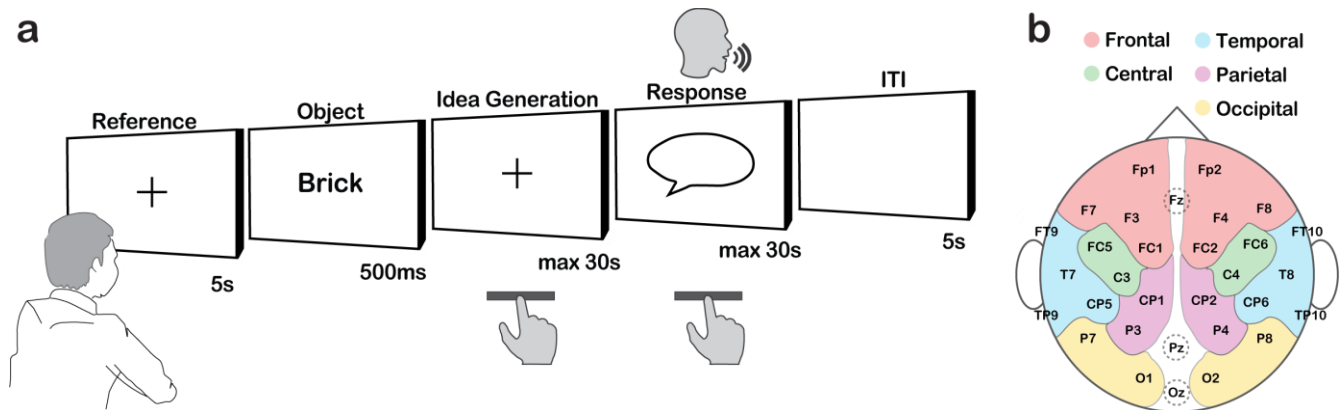 a
Reference
Object
Idea Generation
Response
ITI
Brick
5s
500ms
max 30s
max 30s
5s
b
Frontal
Temporal
Central
Parietal
Occipital
Fp1 Fp2
Fz
F7 F3 F4 F8
FT9 FC5 FC1 FC2 FC6 FT10
T7 C3 C4 T8
CP5 CP1 CP2 CP6
TP9 TP10
P7 P3 Pz P4 P8
O1 Oz O2